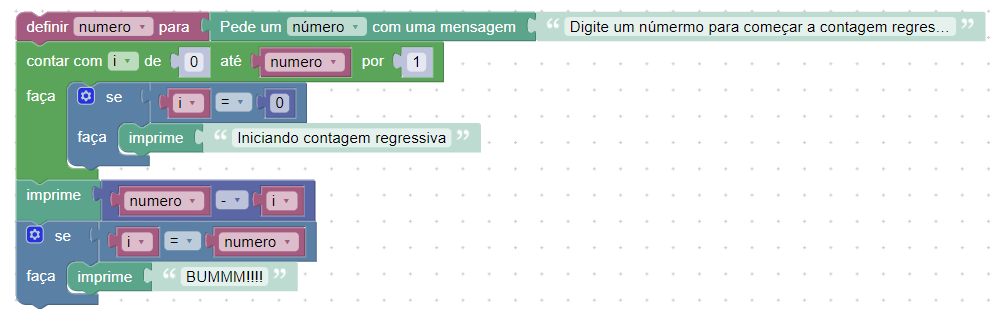 definir numero para Pede um número com uma mensagem “ Digite um númermo para começar a contagem regres... ”
contar com i de 0 até numero por 1
faça se i = 0
faça imprime “ Iniciando contagem regressiva ”
imprime numero - i
se i = numero
faça imprime “ BUMMM!!!! ”